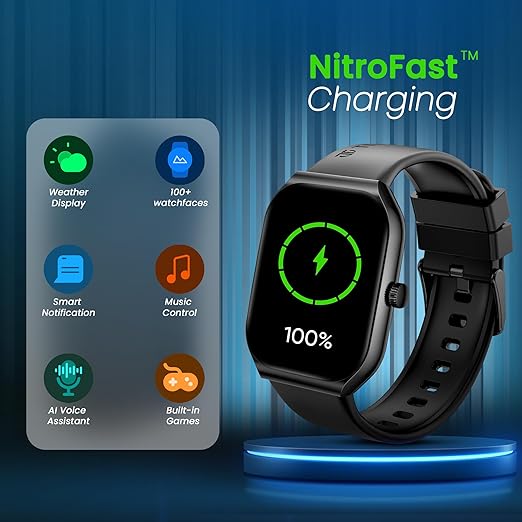 NitroFast™
Charging
Weather
Display
100+
watchfaces
Smart
Notification
Music
Control
AI Voice
Assistant
Built-in
Games
100%